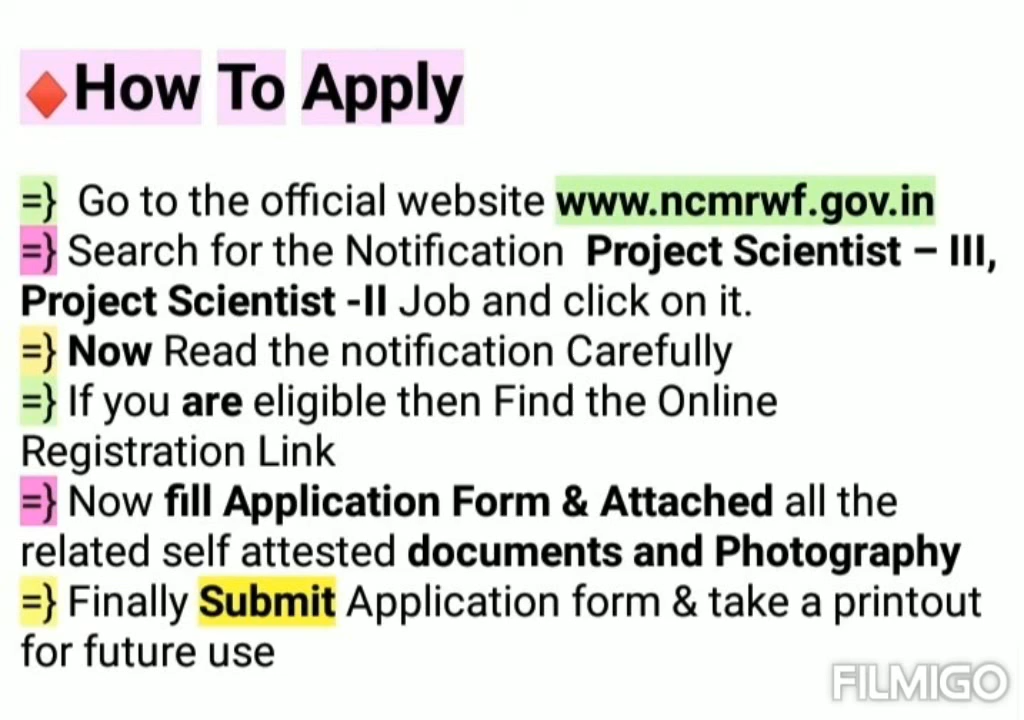 ♦How To Apply
=} Go to the official website www.ncmrwf.gov.in
=} Search for the Notification Project Scientist – III,
Project Scientist -II Job and click on it.
=} Now Read the notification Carefully
=} If you are eligible then Find the Online
Registration Link
=} Now fill Application Form & Attached all the
related self attested documents and Photography
=} Finally Submit Application form & take a printout
for future use
FILMIGO